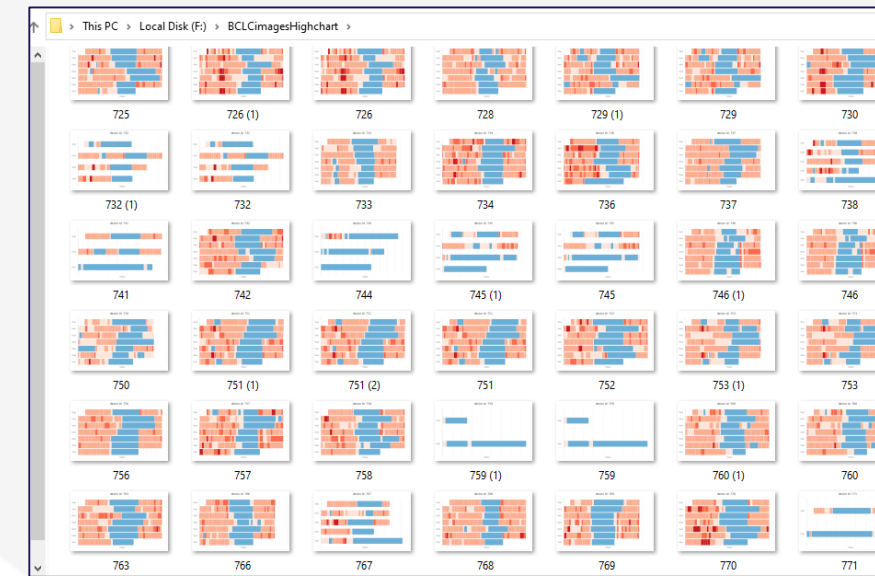 This PC > Local Disk (F:) > BCLCimagesHighchart >
725 726 (1) 726 728 729 (1) 729 730
732 (1) 732 733 734 736 737 738
741 742 744 745 (1) 745 746 (1) 746
750 751 (1) 751 (2) 751 752 753 (1) 753
756 757 758 759 (1) 759 760 (1) 760
763 766 767 768 769 770 771